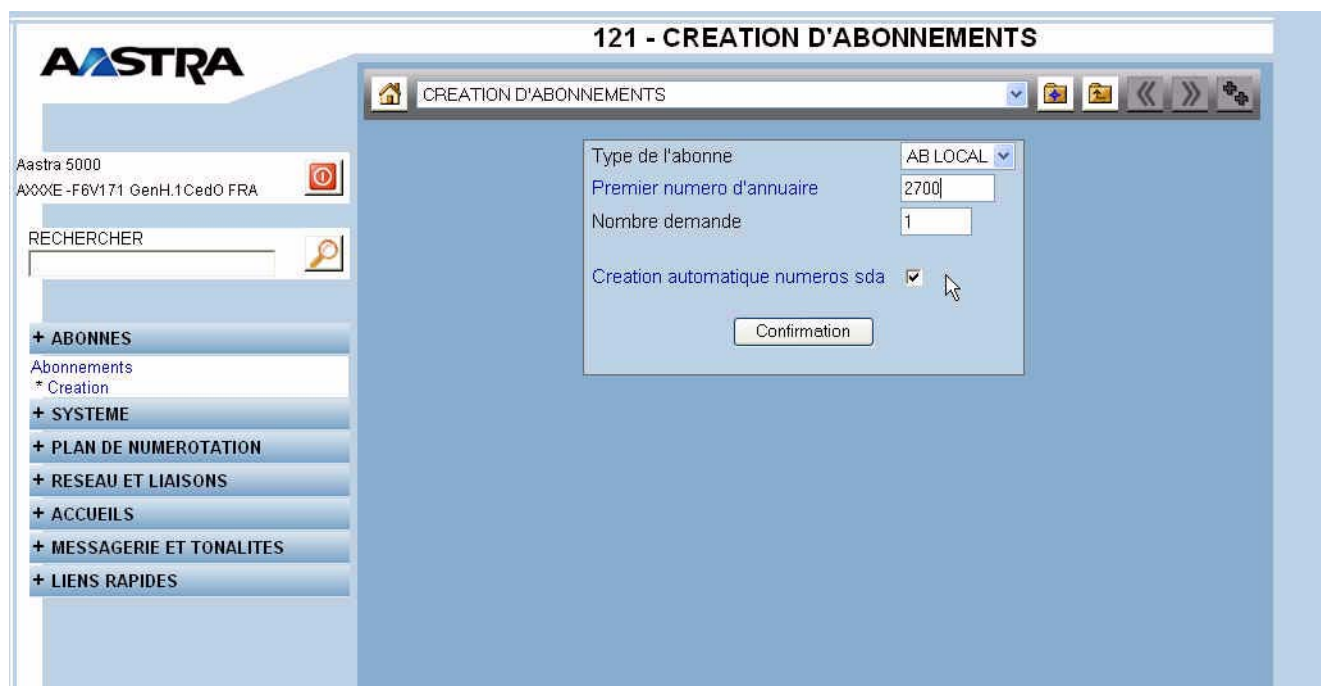 121 - CREATION D'ABONNEMENTS
AASTRA
CREATION D'ABONNEMENTS
Aastra 5000
AXXXE -F6V171 GenH.1CedO FRA
RECHERCHER
+ ABONNES
Abonnements
* Creation
+ SYSTEME
+ PLAN DE NUMEROTATION
+ RESEAU ET LIAISONS
+ ACCUEILS
+ MESSAGERIE ET TONALITES
+ LIENS RAPIDES
Type de l'abonne AB LOCAL
Premier numero d'annuaire 2700
Nombre demande 1
Creation automatique numeros sda
Confirmation